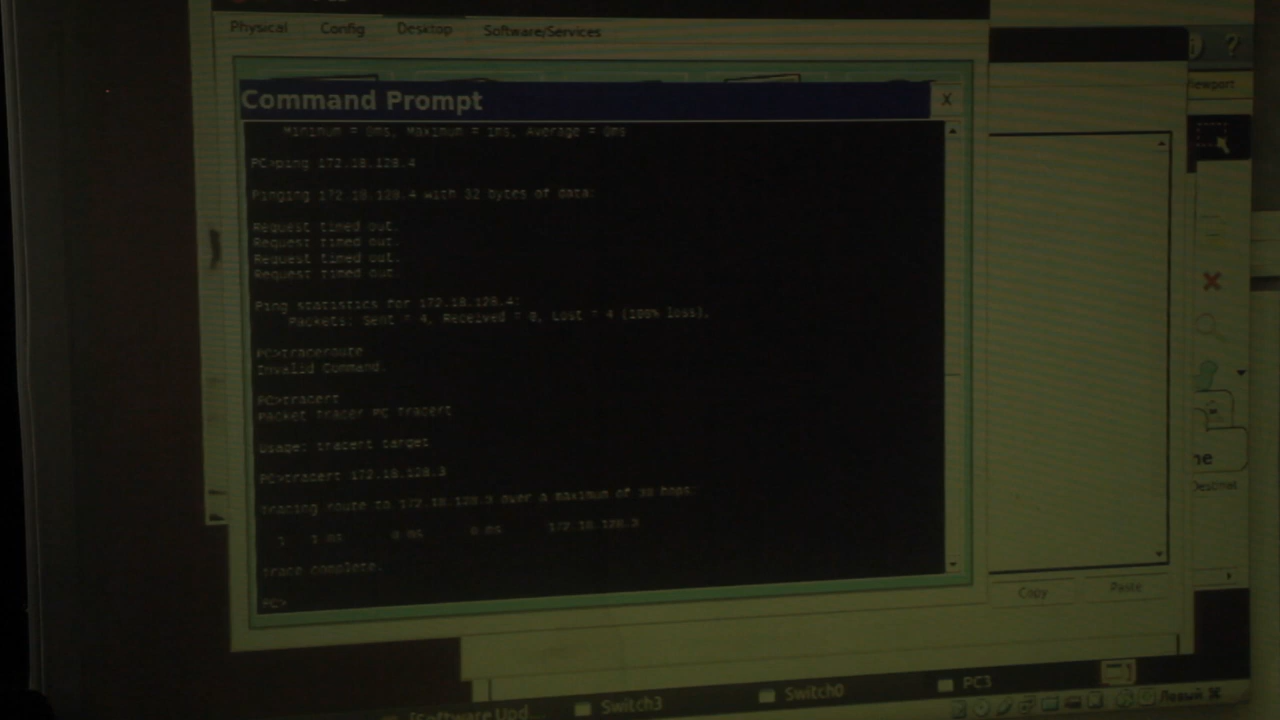 Physical Config Desktop Software/Services
Command Prompt X
Minimum = 0ms, Maximum = 1ms, Average = 0ms
PC>ping 172.18.128.4
Pinging 172.18.128.4 with 32 bytes of data:
Request timed out.
Request timed out.
Request timed out.
Request timed out.
Ping statistics for 172.18.128.4:
Packets: Sent = 4, Received = 0, Lost = 4 (100% loss),
PC>traceroute
Invalid Command.
PC>tracert
Packet Tracer PC Tracert
Usage: tracert target
PC>tracert 172.18.128.3
Tracing route to 172.18.128.3 over a maximum of 30 hops:
1 1 ms 0 ms 0 ms 172.18.128.3
Trace complete.
PC>
?
Copy Paste
Switch3 Switch0 PC3
Левый ⌘